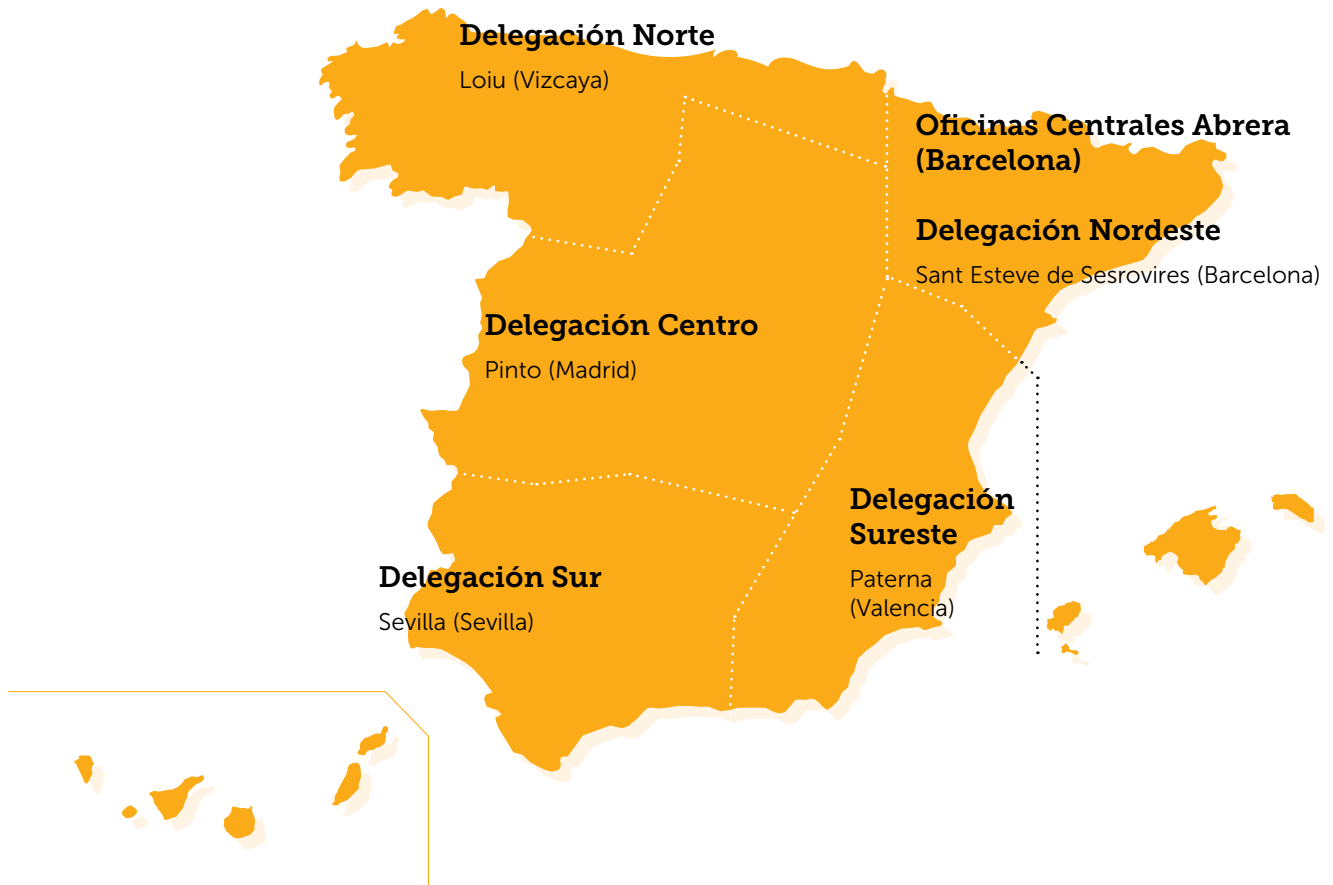 Delegación Norte
Loiu (Vizcaya)
Oficinas Centrales Abrera
(Barcelona)
Delegación Nordeste
Sant Esteve de Sesrovires (Barcelona)
Delegación Centro
Pinto (Madrid)
Delegación
Sureste
Paterna
(Valencia)
Delegación Sur
Sevilla (Sevilla)